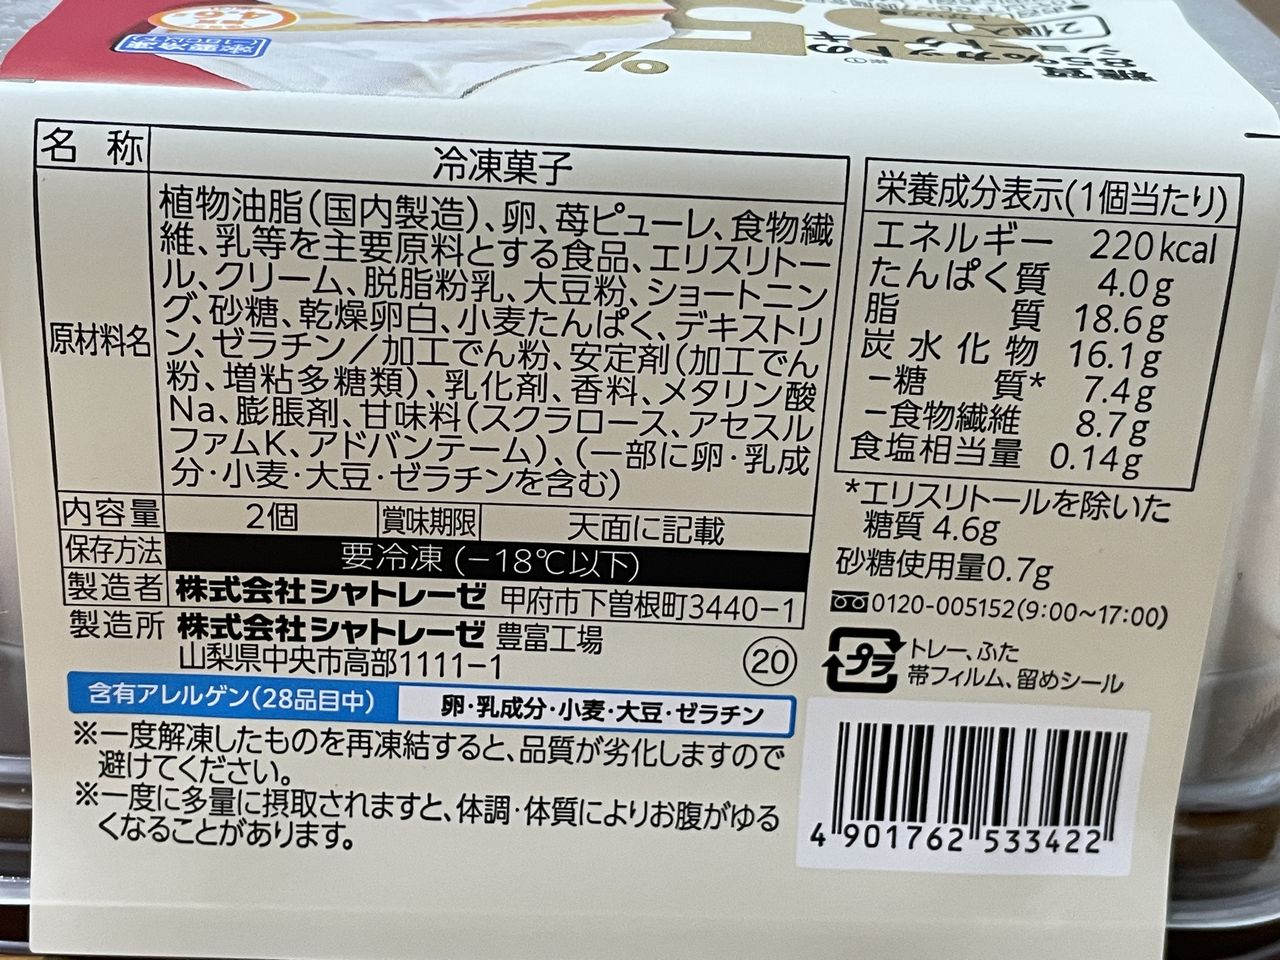 要冷凍
名称 冷凍菓子
原材料名
植物油脂(国内製造)、卵、苺ピューレ、食物繊
維、乳等を主要原料とする食品、エリスリトー
ル、クリーム、脱脂粉乳、大豆粉、ショートニン
グ、砂糖、乾燥卵白、小麦たんぱく、デキストリ
ン、ゼラチン/加工でん粉、安定剤(加工でん
粉、増粘多糖類)、乳化剤、香料、メタリン酸
Na、膨脹剤、甘味料(スクラロース、アセスル
ファムK、アドバンテーム)、(一部に卵・乳成
分・小麦・大豆・ゼラチンを含む)
内容量 2個 賞味期限 天面に記載
保存方法 要冷凍(−18℃以下)
製造者 株式会社シャトレーゼ 甲府市下曽根町3440−1
製造所 株式会社シャトレーゼ 豊富工場
山梨県中央市高部1111−1
⑳
含有アレルゲン(28品目中) 卵・乳成分・小麦・大豆・ゼラチン
※一度解凍したものを再凍結すると、品質が劣化しますので
避けてください。
※一度に多量に摂取されますと、体調・体質によりお腹がゆる
くなることがあります。
栄養成分表示(1個当たり)
エネルギー 220kcal
たんぱく質 4.0g
脂質 18.6g
炭水化物 16.1g
−糖質* 7.4g
−食物繊維 8.7g
食塩相当量 0.14g
*エリスリトールを除いた
糖質 4.6g
砂糖使用量0.7g
0120-005152(9:00~17:00)
プラ
トレー、ふた
帯フィルム、留めシール
4 901762 533422